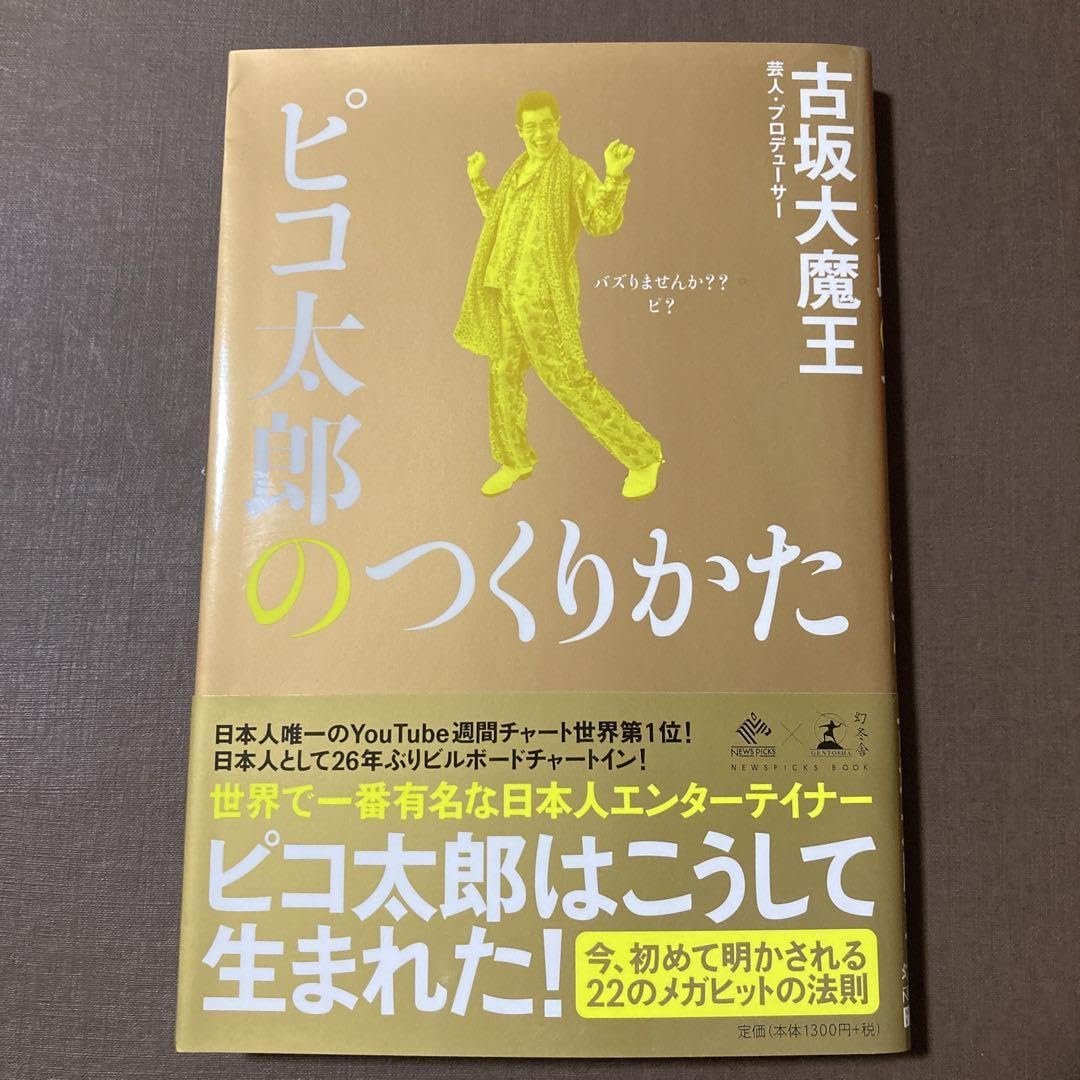 古坂大魔王
芸人・プロデューサー
ピコ太郎
のつくりかた
バズりませんか??
ピ?
日本人唯一のYouTube週間チャート世界第1位!
日本人として26年ぶりビルボードチャートイン!
NEWS PICKS
×
GENTOSHA
幻冬舎
NEWSPICKS BOOK
世界で一番有名な日本人エンターテイナー
ピコ太郎はこうして
生まれた!
今、初めて明かされる
22のメガヒットの法則
定価(本体1300円+税)